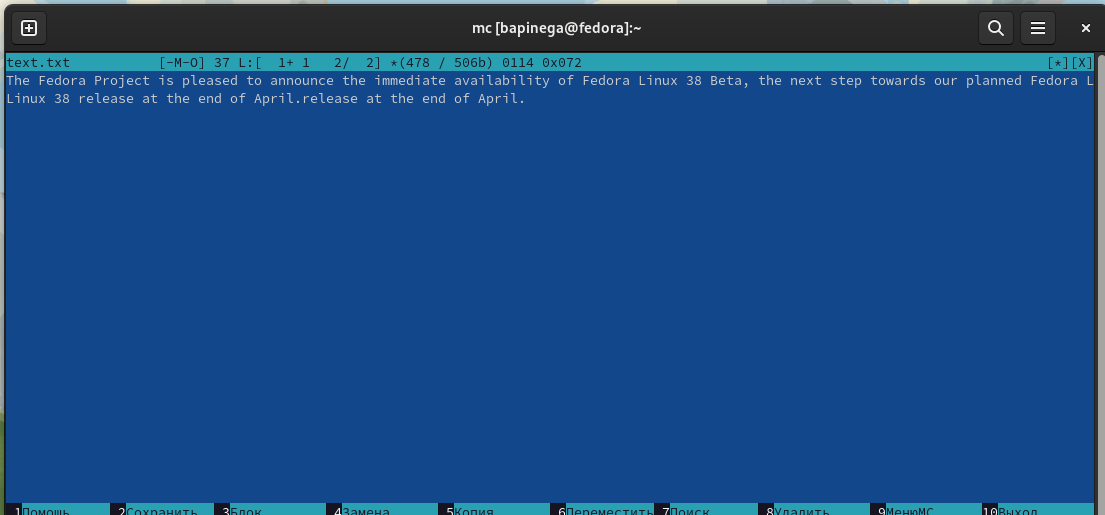 mc [bapinega@fedora]:~
text.txt [-M-O] 37 L:[ 1+ 1 2/ 2] *(478 / 506b) 0114 0x072 [*][X]
The Fedora Project is pleased to announce the immediate availability of Fedora Linux 38 Beta, the next step towards our planned Fedora L
Linux 38 release at the end of April.release at the end of April.
1Помощь 2Сохранить 3Блок 4Замена 5Копия 6Переместить 7Поиск 8Удалить 9МенюМС 10Выход